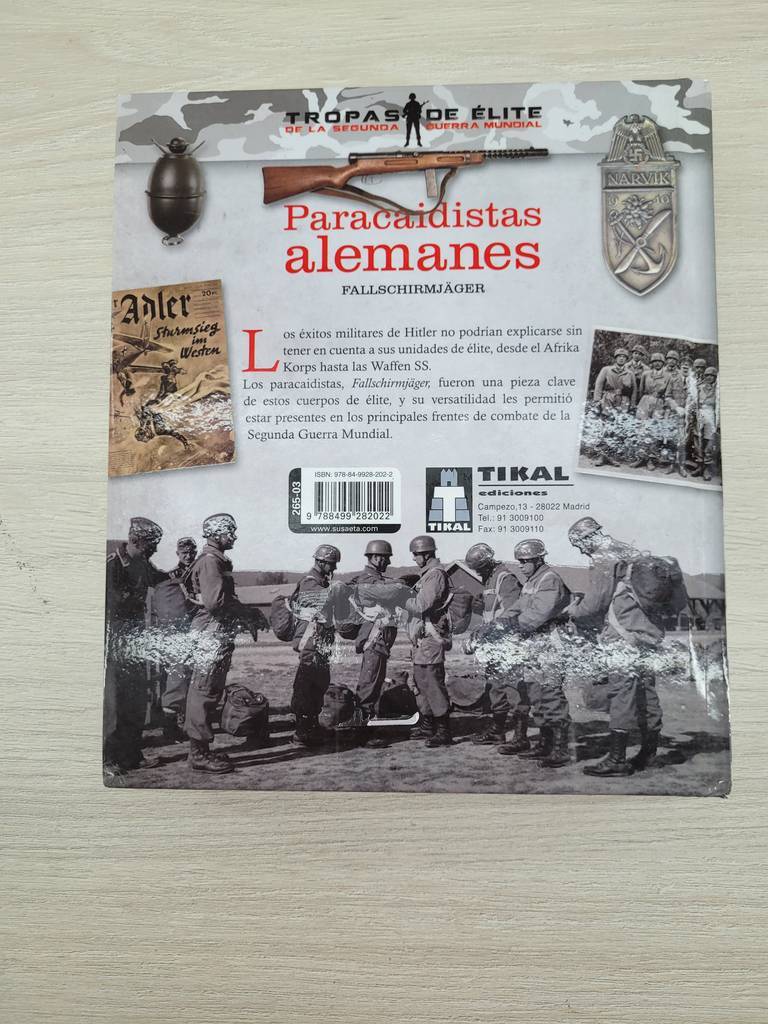 TROPAS DE ÉLITE
DE LA SEGUNDA GUERRA MUNDIAL
NARVIK
1940
Paracaidistas
alemanes
FALLSCHIRMJÄGER
Adler
20 Pf.
Sturmsieg
im
Westen
Los éxitos militares de Hitler no podrían explicarse sin
tener en cuenta a sus unidades de élite, desde el Afrika
Korps hasta las Waffen SS.
Los paracaidistas, Fallschirmjäger, fueron una pieza clave
de estos cuerpos de élite, y su versatilidad les permitió
estar presentes en los principales frentes de combate de la
Segunda Guerra Mundial.
265-03
ISBN: 978-84-9928-202-2
9 788499 282022
www.susaeta.com
TIKAL
TIKAL
ediciones
Campezo,13 - 28022 Madrid
Tel.: 91 3009100
Fax: 91 3009110